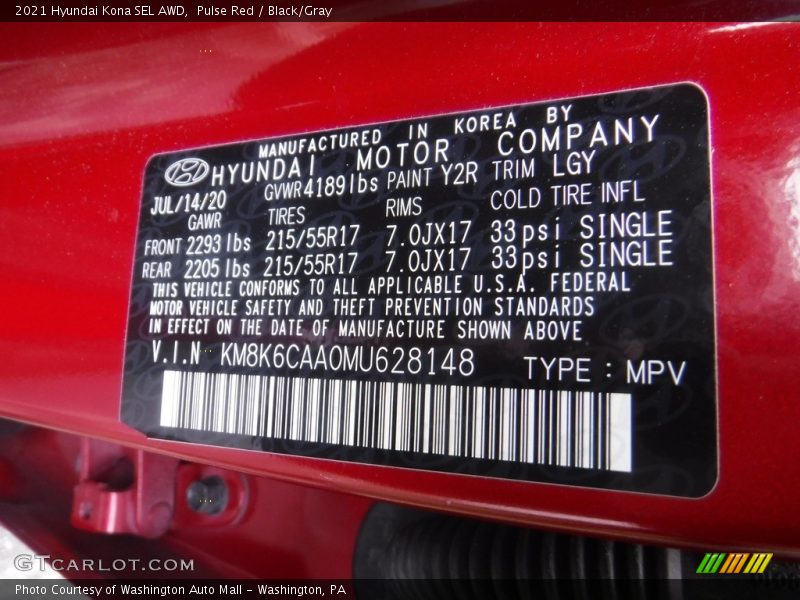 2021 Hyundai Kona SEL AWD, Pulse Red / Black/Gray
MANUFACTURED IN KOREA BY
HYUNDAI MOTOR COMPANY
JUL/14/20 GVWR 4189 lbs PAINT Y2R TRIM LGY
GAWR TIRES RIMS COLD TIRE INFL
FRONT 2293 lbs 215/55R17 7.0JX17 33psi SINGLE
REAR 2205 lbs 215/55R17 7.0JX17 33psi SINGLE
THIS VEHICLE CONFORMS TO ALL APPLICABLE U.S.A. FEDERAL
MOTOR VEHICLE SAFETY AND THEFT PREVENTION STANDARDS
IN EFFECT ON THE DATE OF MANUFACTURE SHOWN ABOVE
V.I.N KM8K6CAA0MU628148 TYPE : MPV
GTCARLOT.COM
Photo Courtesy of Washington Auto Mall - Washington, PA